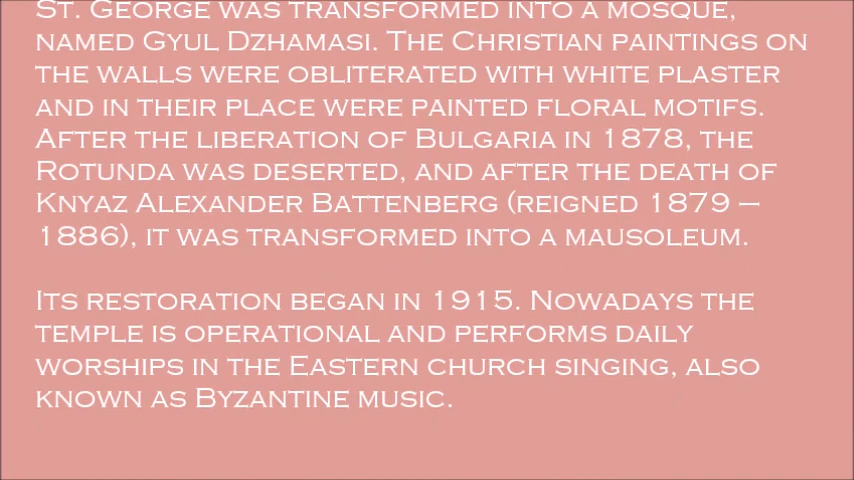 St. George was transformed into a mosque,
named Gyul Dzhamasi. The Christian paintings on
the walls were obliterated with white plaster
and in their place were painted floral motifs.
After the liberation of Bulgaria in 1878, the
Rotunda was deserted, and after the death of
Knyaz Alexander Battenberg (reigned 1879 –
1886), it was transformed into a mausoleum.

Its restoration began in 1915. Nowadays the
temple is operational and performs daily
worships in the Eastern church singing, also
known as Byzantine music.